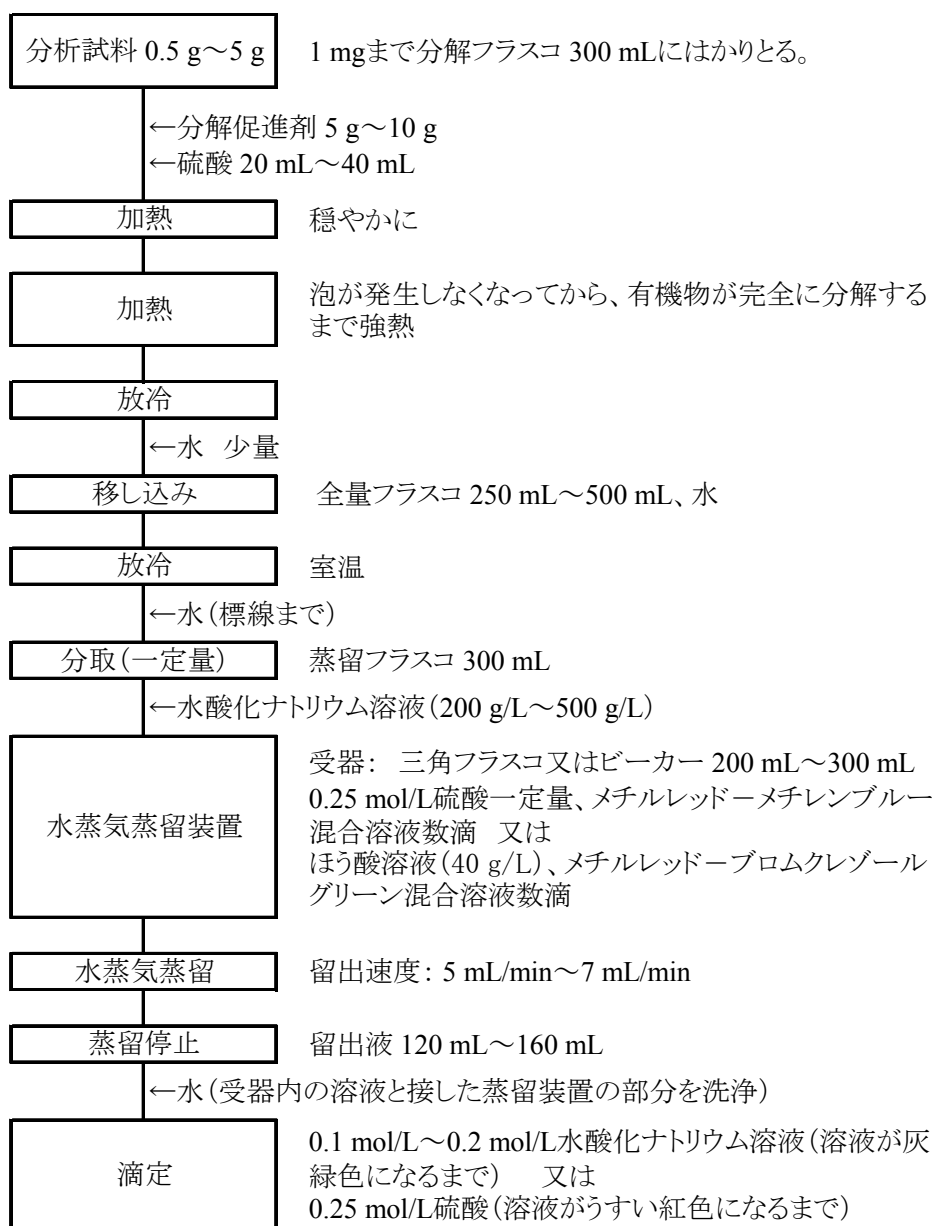 分析試料 0.5 g～5 g
1 mgまで分解フラスコ 300 mLにはかりとる。
←分解促進剤 5 g～10 g
←硫酸 20 mL～40 mL
加熱
穏やかに
加熱
泡が発生しなくなってから、有機物が完全に分解する
まで強熱
放冷
←水　少量
移し込み
全量フラスコ 250 mL～500 mL、水
放冷
室温
←水（標線まで）
分取（一定量）
蒸留フラスコ 300 mL
←水酸化ナトリウム溶液（200 g/L～500 g/L）
水蒸気蒸留装置
受器：　三角フラスコ又はビーカー 200 mL～300 mL
0.25 mol/L硫酸一定量、メチルレッド－メチレンブルー
混合溶液数滴　又は
ほう酸溶液（40 g/L）、メチルレッド－ブロムクレゾール
グリーン混合溶液数滴
水蒸気蒸留
留出速度： 5 mL/min～7 mL/min
蒸留停止
留出液 120 mL～160 mL
←水（受器内の溶液と接した蒸留装置の部分を洗浄）
滴定
0.1 mol/L～0.2 mol/L水酸化ナトリウム溶液（溶液が灰
緑色になるまで）　　又は
0.25 mol/L硫酸（溶液がうすい紅色になるまで）